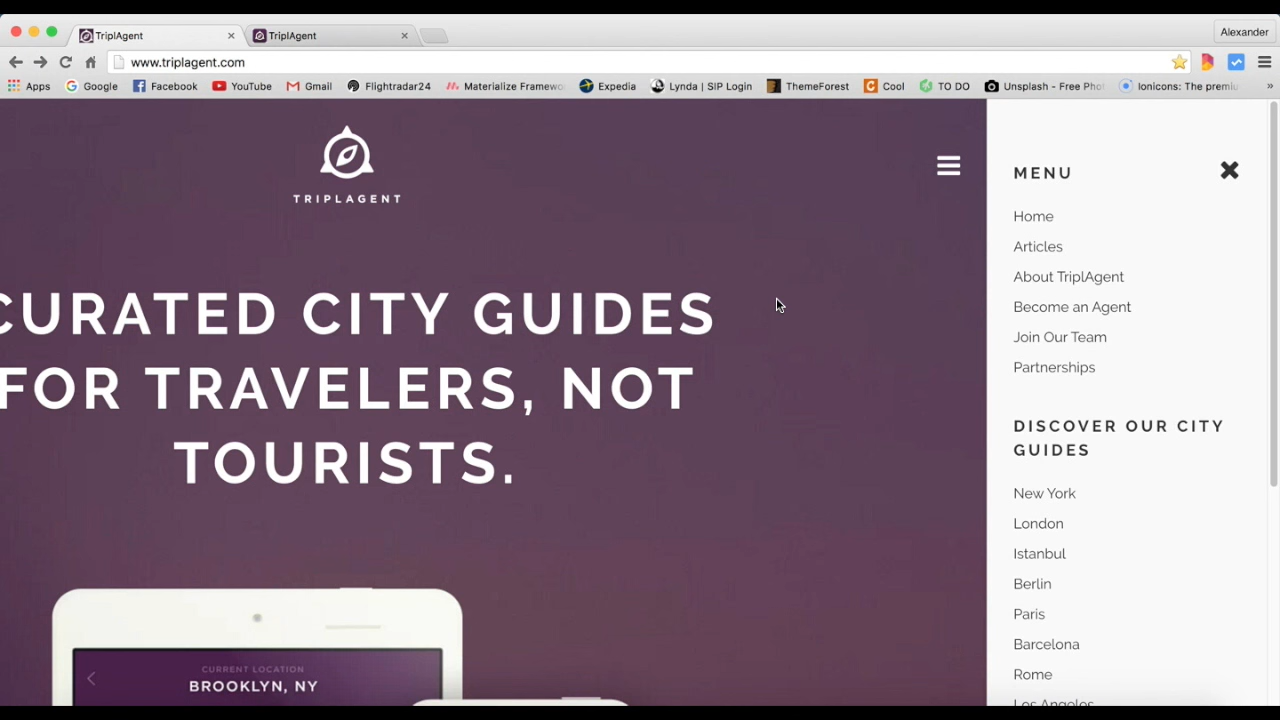 TriplAgent
TriplAgent
Alexander
www.triplagent.com
Apps
Google
Facebook
YouTube
Gmail
Flightradar24
Materialize Framewo
Expedia
Lynda | SIP Login
ThemeForest
Cool
TO DO
Unsplash - Free Pho
Ionicons: The premiu
TRIPLAGENT
CURATED CITY GUIDES
FOR TRAVELERS, NOT
TOURISTS.
CURRENT LOCATION
BROOKLYN, NY
MENU
Home
Articles
About TriplAgent
Become an Agent
Join Our Team
Partnerships
DISCOVER OUR CITY
GUIDES
New York
London
Istanbul
Berlin
Paris
Barcelona
Rome
Los Angeles